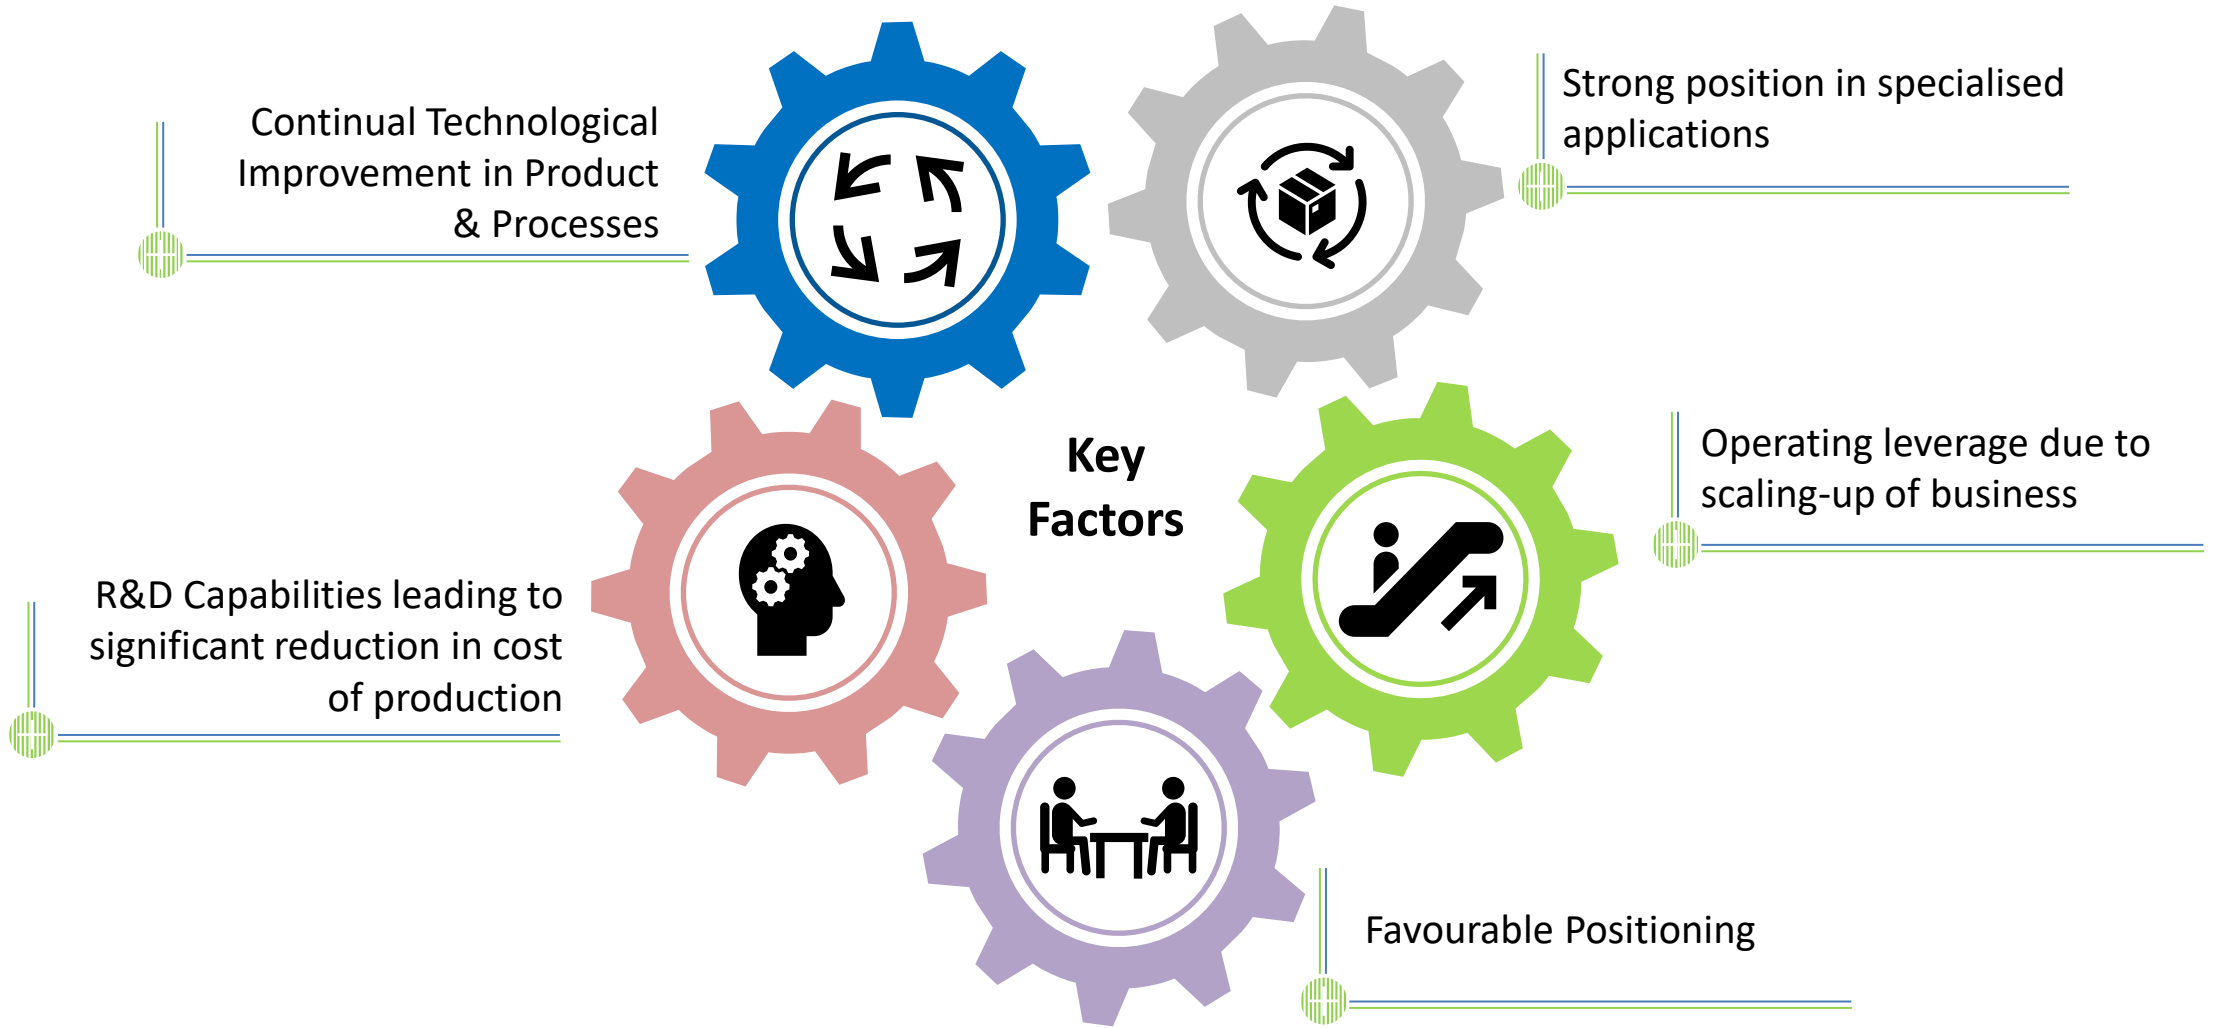 Continual Technological
Improvement in Product
& Processes
Strong position in specialised
applications
Key
Factors
Operating leverage due to
scaling-up of business
R&D Capabilities leading to
significant reduction in cost
of production
Favourable Positioning